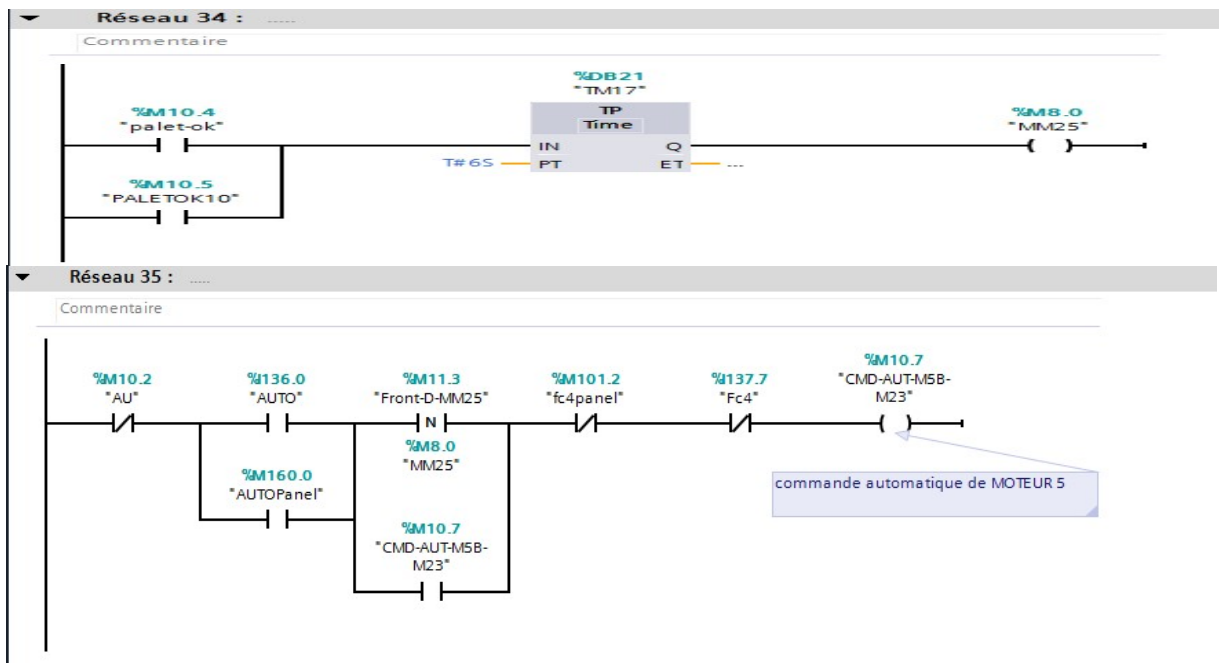 Réseau 34 : .....
Commentaire
%DB21
"TM17"
%M10.4
"palet-ok"
TP
Time
%M8.0
"MM25"
IN Q
T#6S PT ET ...
%M10.5
"PALETOK10"
Réseau 35 : .....
Commentaire
%M10.7
%M10.2 %I136.0 %M11.3 %M101.2 %I137.7 "CMD-AUT-M5B-
"AU" "AUTO" "Front-D-MM25" "fc4panel" "Fc4" M23"
N
%M8.0
"MM25"
%M160.0
"AUTOPanel"
commande automatique de MOTEUR 5
%M10.7
"CMD-AUT-M5B-
M23"